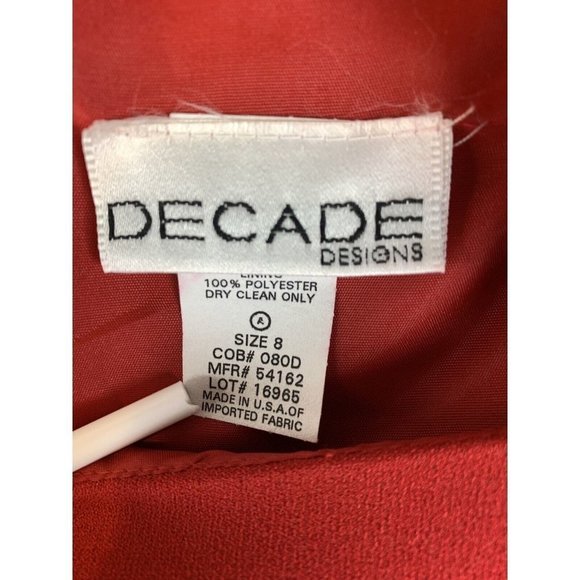 DECADE
DESIGNS
LINING
100% POLYESTER
DRY CLEAN ONLY
A
SIZE 8
COB# 080D
MFR# 54162
LOT# 16965
MADE IN U.S.A.OF
IMPORTED FABRIC